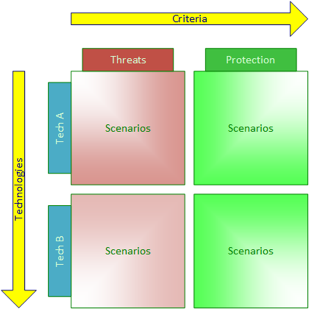 Criteria
Threats
Protection
Technologies
Tech A
Scenarios
Scenarios
Tech B
Scenarios
Scenarios